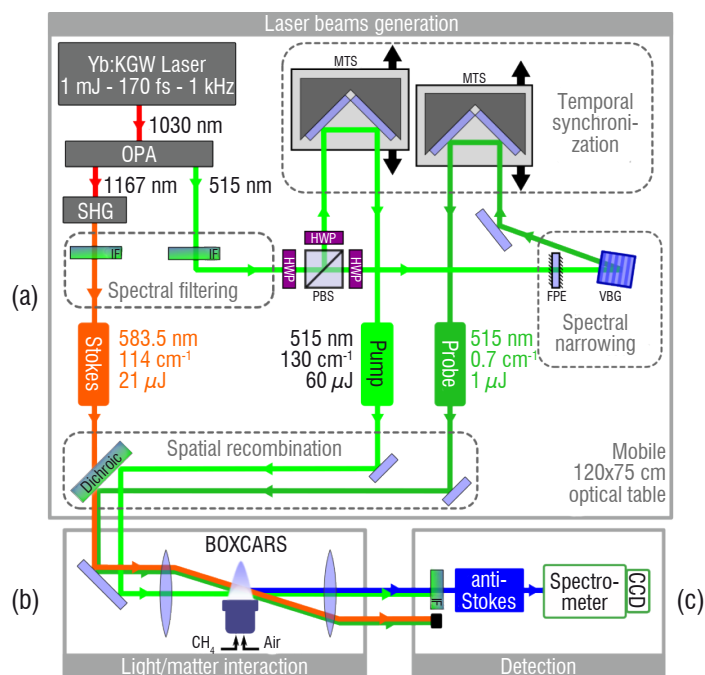 Laser beams generation
Yb:KGW Laser
1 mJ - 170 fs - 1 kHz
1030 nm
OPA
1167 nm
515 nm
SHG
IF
IF
Spectral filtering
MTS
MTS
Temporal
synchroni-
zation
HWP
HWP
HWP
PBS
FPE
VBG
Spectral
narrowing
(a)
Stokes
583.5 nm
114 cm⁻¹
21 µJ
515 nm
130 cm⁻¹
60 µJ
Pump
Probe
515 nm
0.7 cm⁻¹
1 µJ
Spatial recombination
Dichroic
Mobile
120x75 cm
optical table
(b)
BOXCARS
CH₄
Air
Light/matter interaction
IF
anti-
Stokes
Spectro-
meter
CCD
(c)
Detection